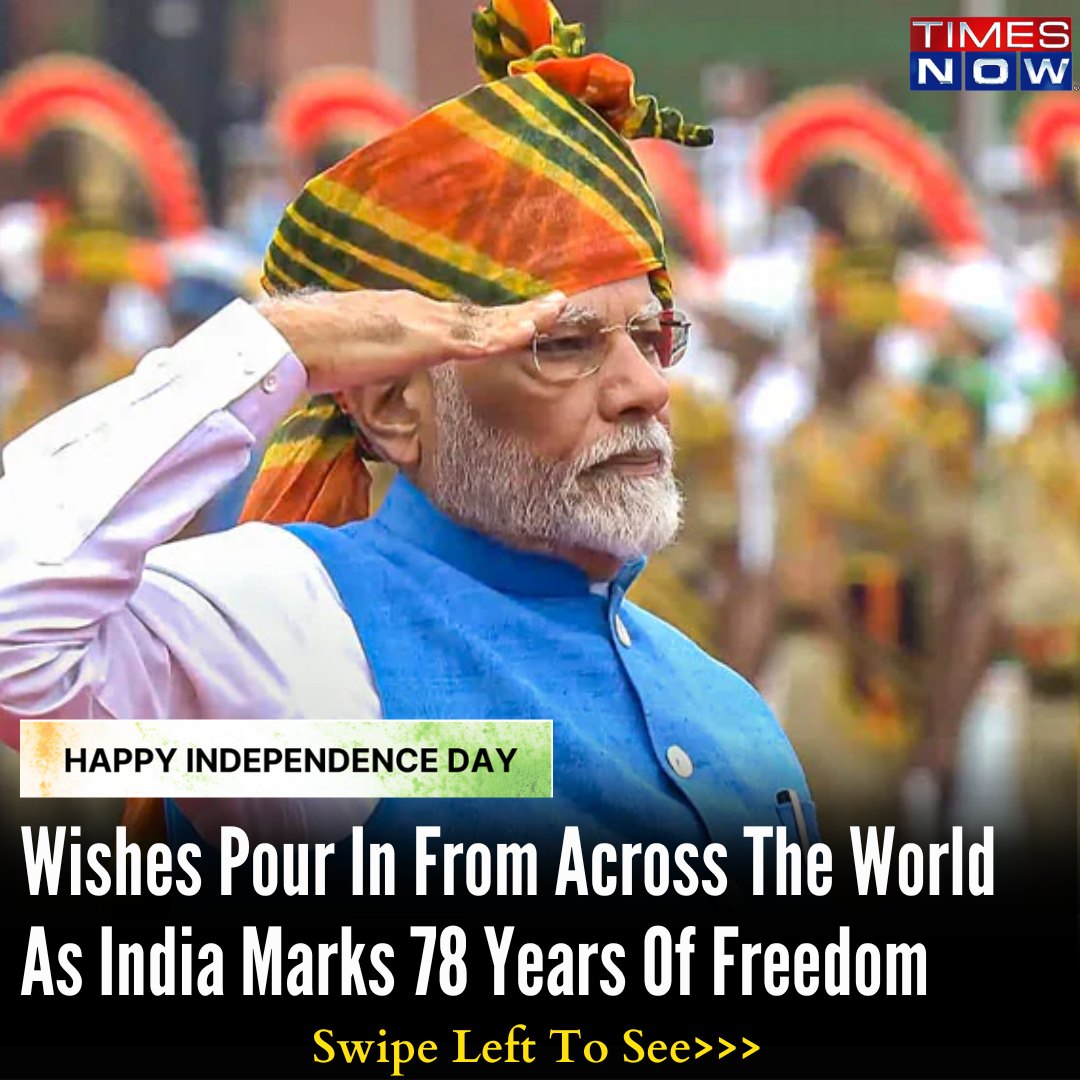 TIMES
NOW
HAPPY INDEPENDENCE DAY
Wishes Pour In From Across The World
As India Marks 78 Years Of Freedom
Swipe Left To See>>>